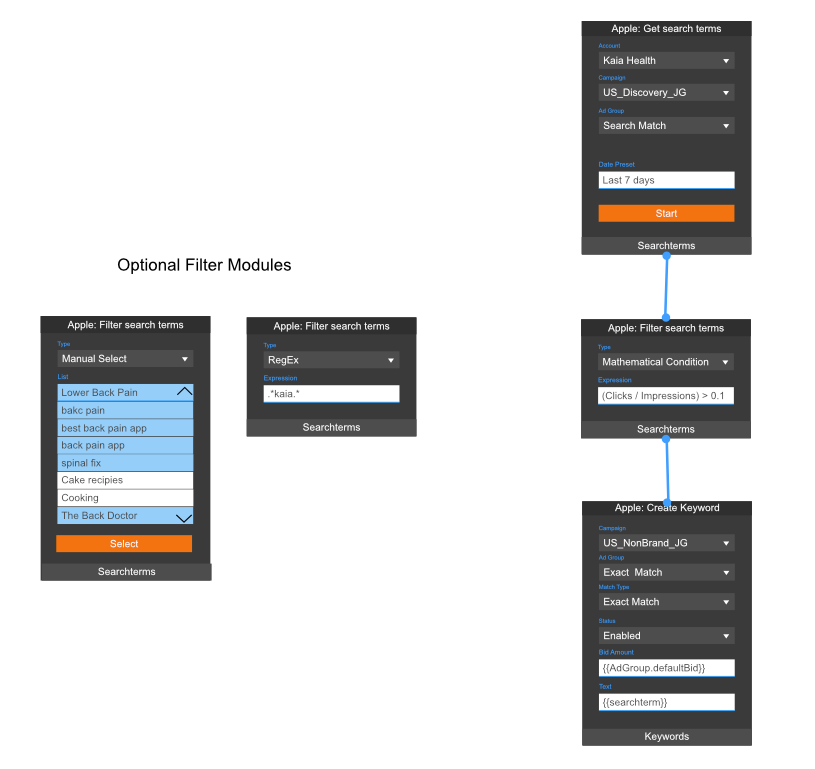 Apple: Get search terms
Account
Kaia Health
Campaign
US_Discovery_JG
Ad Group
Search Match
Date Preset
Last 7 days
Start
Searchterms
Optional Filter Modules
Apple: Filter search terms
Type
Manual Select
List
Lower Back Pain
bakc pain
best back pain app
back pain app
spinal fix
Cake recipies
Cooking
The Back Doctor
Select
Searchterms
Apple: Filter search terms
Type
RegEx
Expression
.*kaia.*
Searchterms
Apple: Filter search terms
Type
Mathematical Condition
Expression
(Clicks / Impressions) > 0.1
Searchterms
Apple: Create Keyword
Campaign
US_NonBrand_JG
Ad Group
Exact Match
Match Type
Exact Match
Status
Enabled
Bid Amount
{{AdGroup.defaultBid}}
Text
{{searchterm}}
Keywords